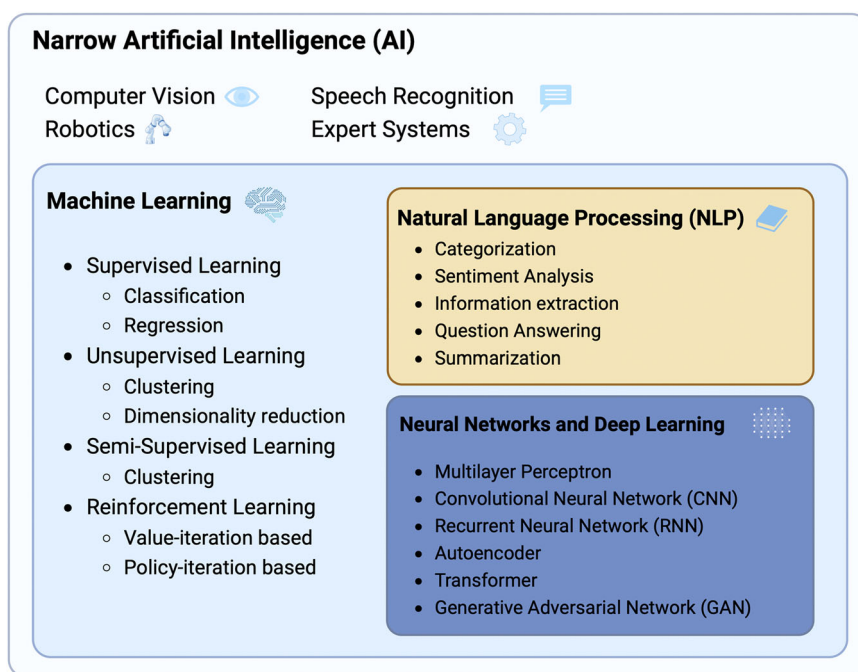 Narrow Artificial Intelligence (AI)
Computer Vision
Speech Recognition
Robotics
Expert Systems
Machine Learning
Supervised Learning
Classification
Regression
Unsupervised Learning
Clustering
Dimensionality reduction
Semi-Supervised Learning
Clustering
Reinforcement Learning
Value-iteration based
Policy-iteration based
Natural Language Processing (NLP)
Categorization
Sentiment Analysis
Information extraction
Question Answering
Summarization
Neural Networks and Deep Learning
Multilayer Perceptron
Convolutional Neural Network (CNN)
Recurrent Neural Network (RNN)
Autoencoder
Transformer
Generative Adversarial Network (GAN)